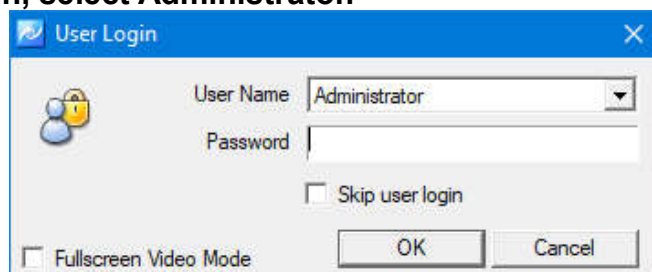 n, select Administrator.
User Login
User Name Administrator
Password
Skip user login
Fullscreen Video Mode OK Cancel